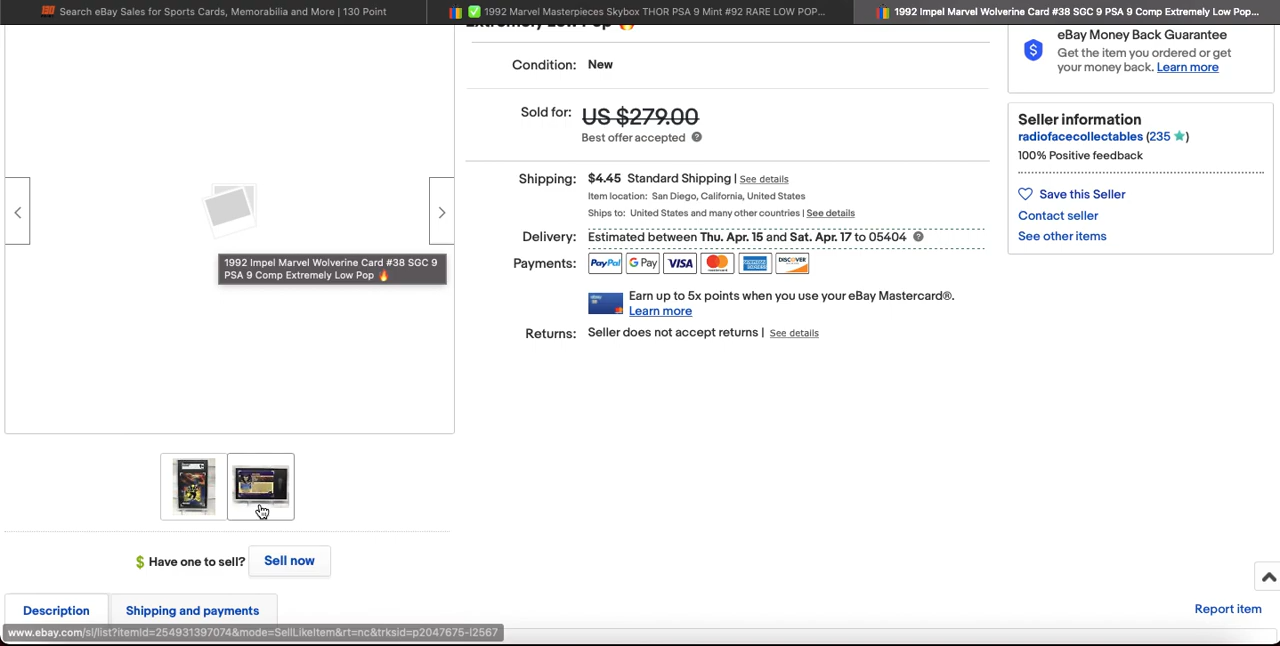 Search eBay Sales for Sports Cards, Memorabilia and More | 130 Point
1992 Marvel Masterpieces Skybox THOR PSA 9 Mint #92 RARE LOW POP...
1992 Impel Marvel Wolverine Card #38 SGC 9 PSA 9 Comp Extremely Low Pop...
Extremely Low Pop
Condition: New
Sold for: US $279.00
Best offer accepted
Shipping: $4.45 Standard Shipping | See details
Item location: San Diego, California, United States
Ships to: United States and many other countries | See details
Delivery: Estimated between Thu. Apr. 15 and Sat. Apr. 17 to 05404
Payments: PayPal G Pay VISA
DISCOVER
Earn up to 5x points when you use your eBay Mastercard®.
Learn more
Returns: Seller does not accept returns | See details
eBay Money Back Guarantee
Get the item you ordered or get
your money back. Learn more
Seller information
radiofacecollectables (235)
100% Positive feedback
Save this Seller
Contact seller
See other items
1992 Impel Marvel Wolverine Card #38 SGC 9
PSA 9 Comp Extremely Low Pop 🔥
Have one to sell? Sell now
Description Shipping and payments
Report item
www.ebay.com/sl/list?itemId=254931397074&mode=SellLikeItem&rt=nc&trksid=p2047675-l2567